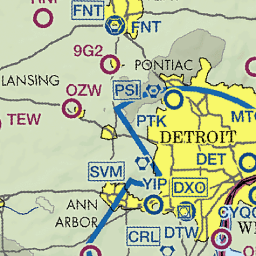 FNT
FNT
9G2
PONTIAC
LANSING
OZW
PSI
TEW
PTK
DETROIT
DET
SVM
ANN
ARBOR
YIP
DXO
CYQG
DTW
CRL